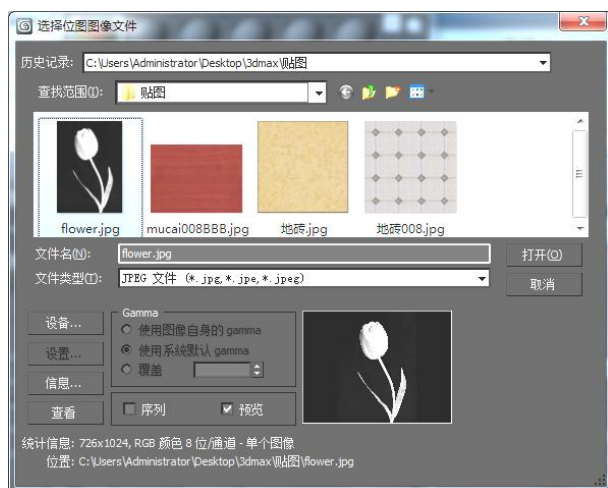 选择位图图像文件
历史记录: C:\Users\Administrator\Desktop\3dmax\贴图
查找范围(I): 贴图
flower.jpg mucai008BBB.jpg 地砖.jpg 地砖008.jpg
文件名(N): flower.jpg 打开(O)
文件类型(T): JPEG 文件 (*.jpg,*.jpe,*.jpeg) 取消
设备... Gamma
使用图像自身的 gamma
设置... 使用系统默认 gamma
覆盖
信息...
查看 序列 预览
统计信息: 726x1024, RGB 颜色 8 位/通道 - 单个图像
位置: C:\Users\Administrator\Desktop\3dmax\贴图\flower.jpg